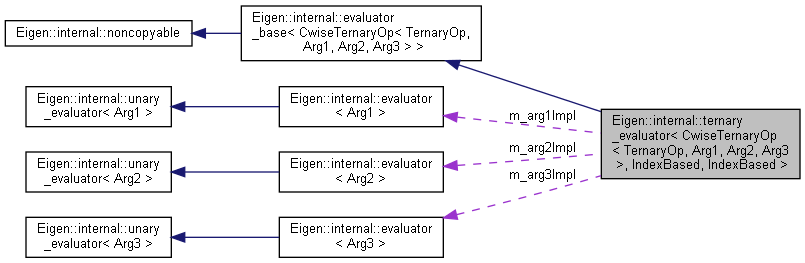 Eigen::internal::noncopyable
Eigen::internal::evaluator
_base< CwiseTernaryOp< TernaryOp,
Arg1, Arg2, Arg3 > >
Eigen::internal::unary
_evaluator< Arg1 >
Eigen::internal::evaluator
< Arg1 >
m_arg1Impl
Eigen::internal::unary
_evaluator< Arg2 >
Eigen::internal::evaluator
< Arg2 >
m_arg2Impl
Eigen::internal::unary
_evaluator< Arg3 >
Eigen::internal::evaluator
< Arg3 >
m_arg3Impl
Eigen::internal::ternary
_evaluator< CwiseTernaryOp
< TernaryOp, Arg1, Arg2, Arg3
>, IndexBased, IndexBased >